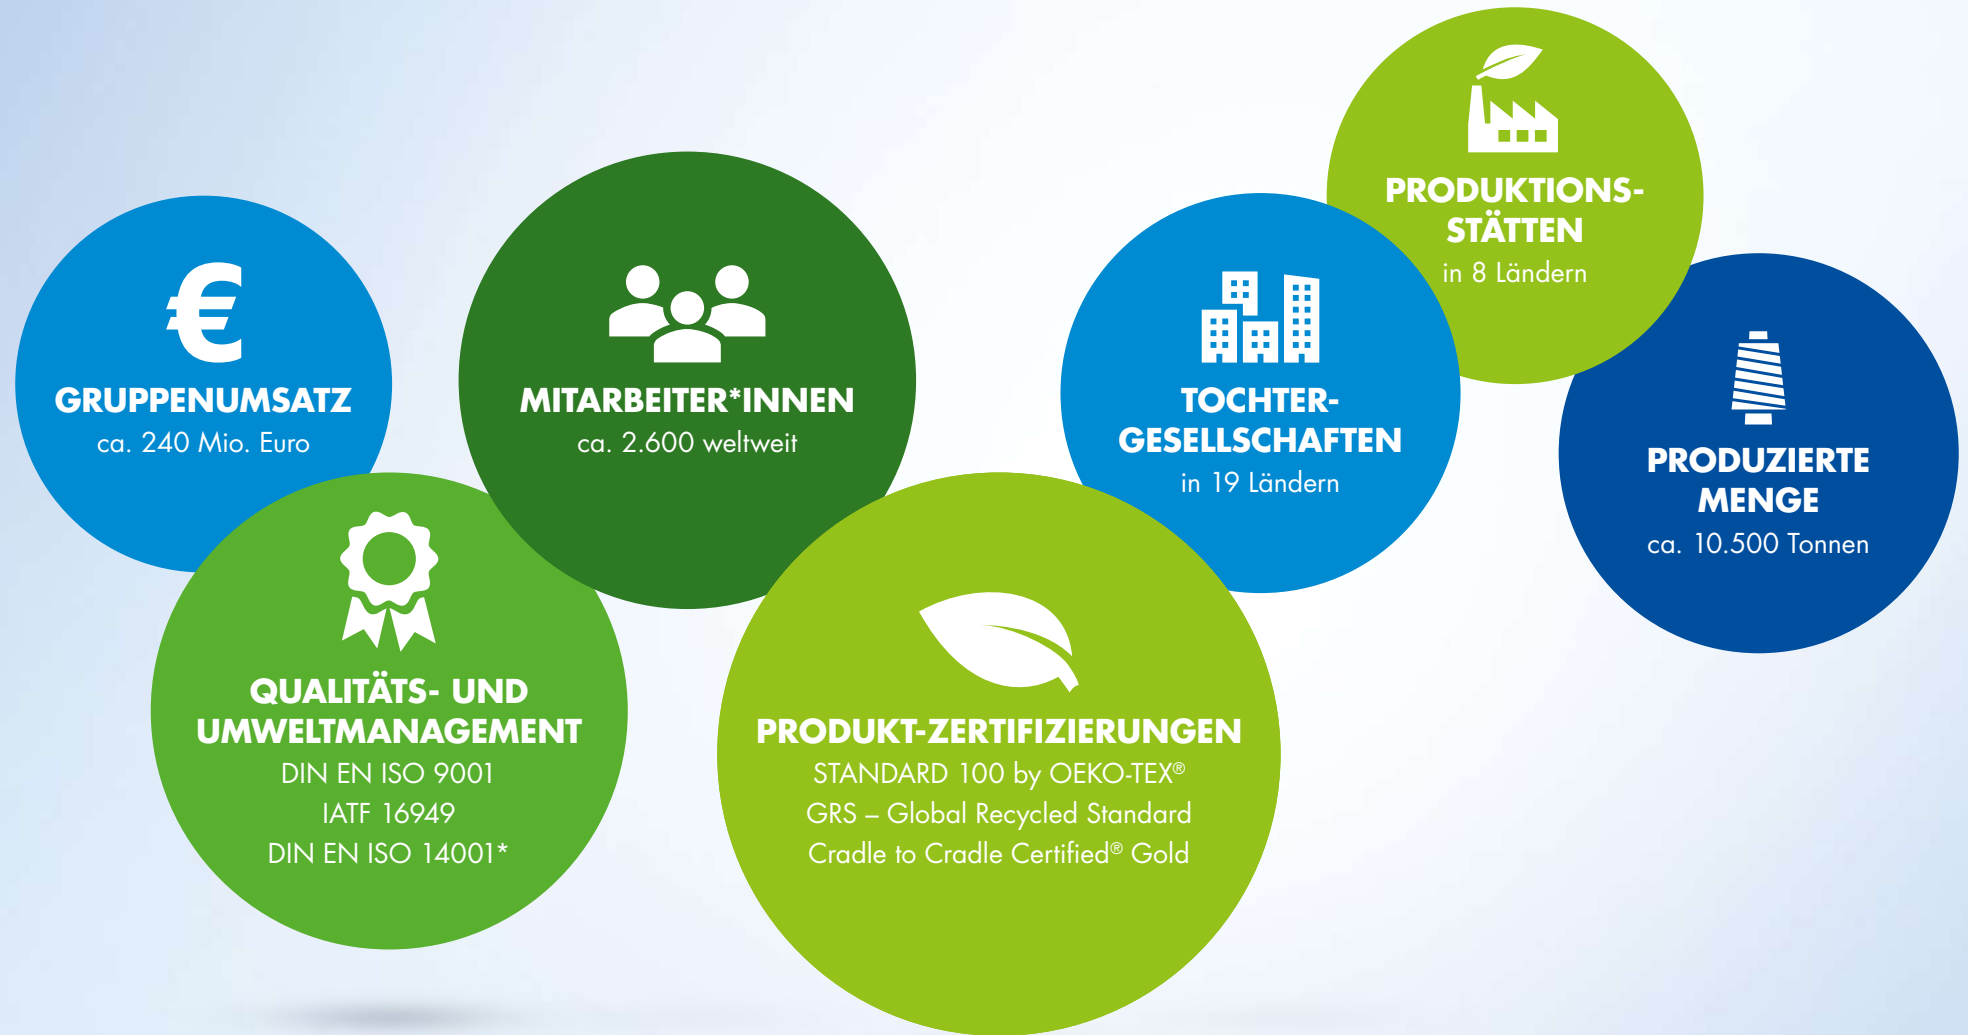 €
GRUPPENUMSATZ
ca. 240 Mio. Euro
MITARBEITER*INNEN
ca. 2.600 weltweit
TOCHTER-
GESELLSCHAFTEN
in 19 Ländern
PRODUKTIONS-
STÄTTEN
in 8 Ländern
PRODUZIERTE
MENGE
ca. 10.500 Tonnen
QUALITÄTS- UND
UMWELTMANAGEMENT
DIN EN ISO 9001
IATF 16949
DIN EN ISO 14001*
PRODUKT-ZERTIFIZIERUNGEN
STANDARD 100 by OEKO-TEX®
GRS – Global Recycled Standard
Cradle to Cradle Certified® Gold